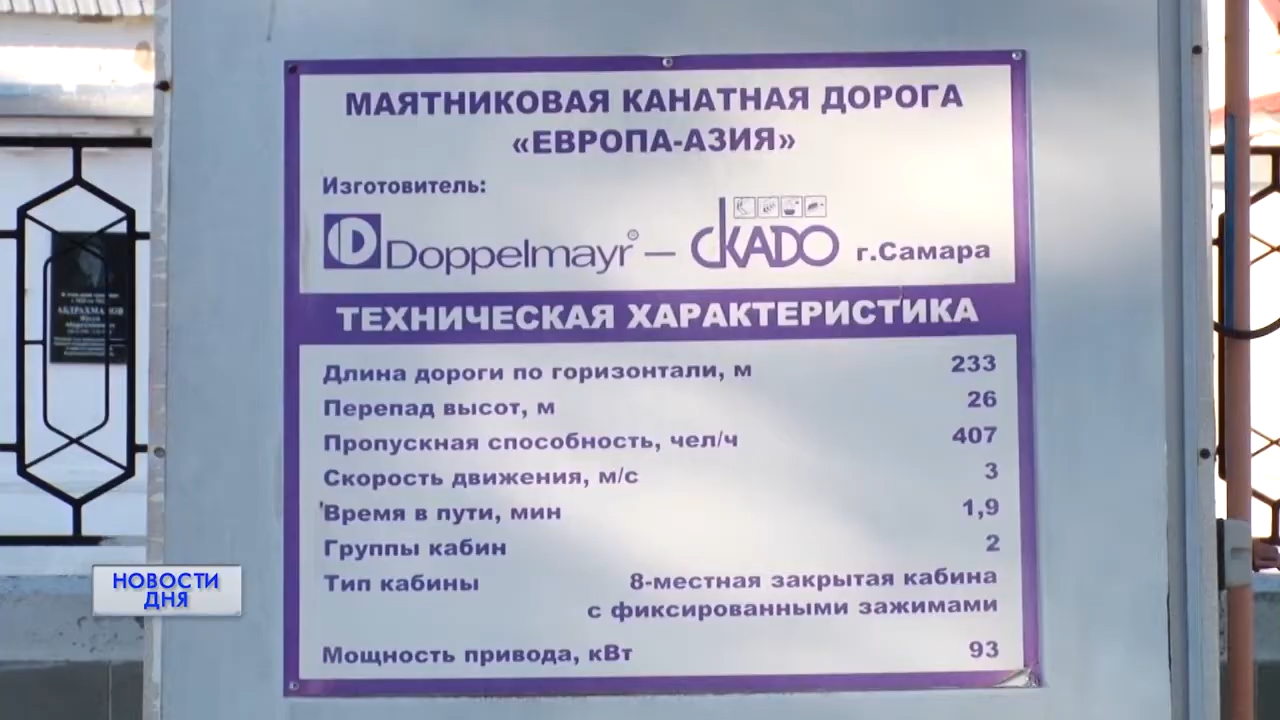 МАЯТНИКОВАЯ КАНАТНАЯ ДОРОГА
«ЕВРОПА-АЗИЯ»
Изготовитель:
Doppelmayr® — СКАДО г.Самара
ТЕХНИЧЕСКАЯ ХАРАКТЕРИСТИКА
Длина дороги по горизонтали, м 233
Перепад высот, м 26
Пропускная способность, чел/ч 407
Скорость движения, м/с 3
Время в пути, мин 1,9
Группы кабин 2
Тип кабины 8-местная закрытая кабина
с фиксированными зажимами
Мощность привода, кВт 93
АБДРАХМАНОВ
НОВОСТИ
ДНЯ